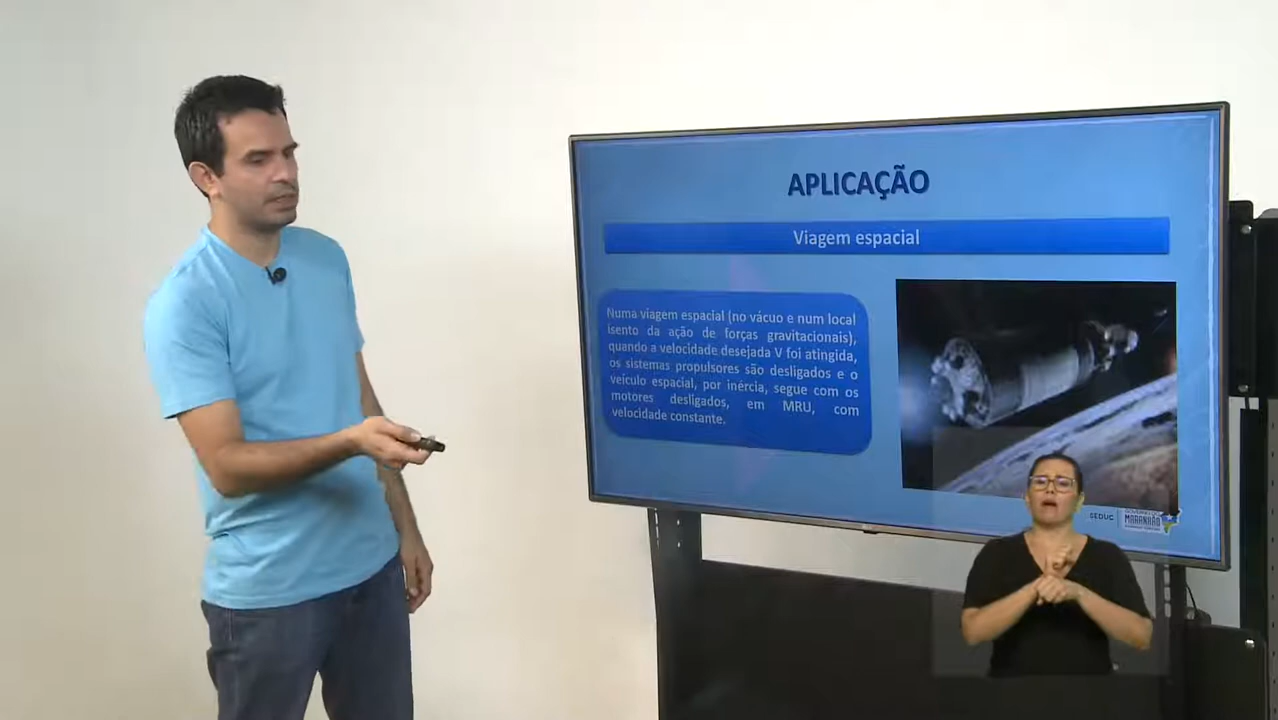 APLICAÇÃO
Viagem espacial
Numa viagem espacial (no vácuo e num local
isento da ação de forças gravitacionais),
quando a velocidade desejada V foi atingida,
os sistemas propulsores são desligados e o
veículo espacial, por inércia, segue com os
motores desligados, em MRU, com
velocidade constante.
SEDUC
GOVERNO DO
MARANHÃO